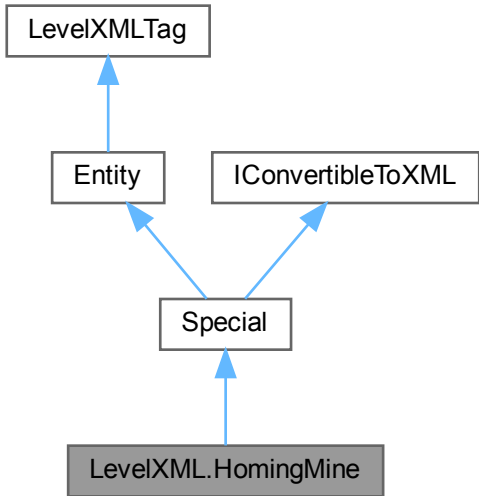 LevelXMLTag
Entity
IConvertibleToXML
Special
LevelXML.HomingMine